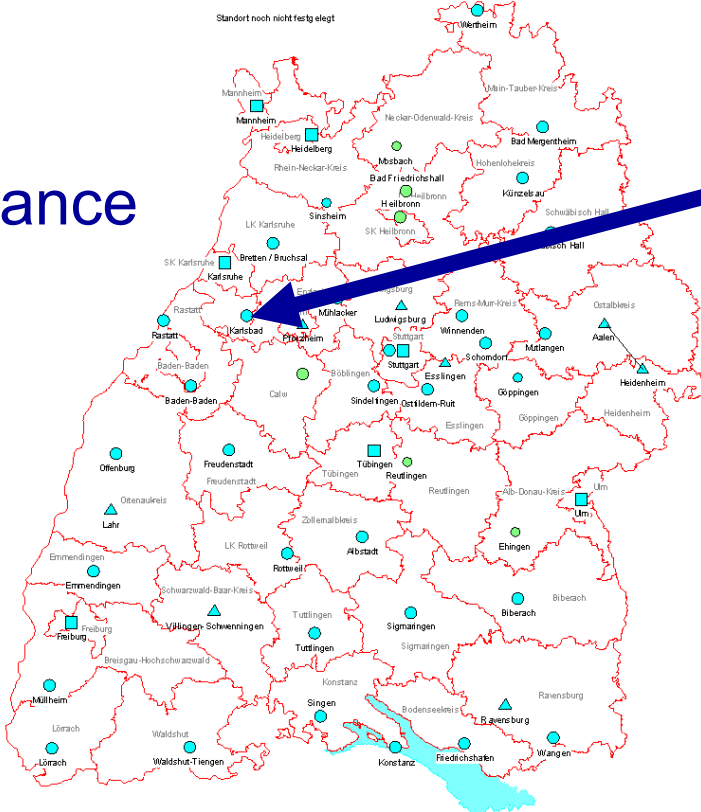 Standort noch nicht festgelegt
Wertheim
Mannheim
Mannheim
Main-Tauber-Kreis
Neckar-Odenwald-Kreis
Heidelberg
Heidelberg
Bad Mergentheim
Mosbach
Rhein-Neckar-Kreis
Hohenlohekreis
Bad Friedrichshall
Künzelsau
Heilbronn
Heilbronn
ance
Sinsheim
Schwäbisch Hall
LK Karlsruhe
SK Heilbronn
bisch Hall
Bretten / Bruchsal
SK Karlsruhe
Karlsruhe
Rastatt
Mühlacker
Ludwigsburg
Rems-Murr-Kreis
Ostalbkreis
Rastatt
Karlsbad
Pforzheim
Winnenden
Mutlangen
Aalen
Stuttgart
Stuttgart
Schorndorf
Baden-Baden
Baden-Baden
Calw
Böblingen
Sindelfingen
Esslingen
Ostfildern-Ruit
Göppingen
Heidenheim
Heidenheim
Göppingen
Esslingen
Offenburg
Freudenstadt
Freudenstadt
Tübingen
Tübingen
Reutlingen
Reutlingen
Alb-Donau-Kreis
Ulm
Ulm
Ortenaukreis
Lahr
Zollernalbkreis
Albstadt
Ehingen
LK Rottweil
Rottweil
Emmendingen
Emmendingen
Schwarzwald-Baar-Kreis
Villingen- Schwenningen
Tuttlingen
Tuttlingen
Sigmaringen
Sigmaringen
Biberach
Biberach
Freiburg
Freiburg
Breisgau-Hochschwarzwald
Müllheim
Konstanz
Singen
Bodenseekreis
Ravensburg
Ravensburg
Lörrach
Lörrach
Waldshut
Waldshut-Tiengen
Konstanz
Friedrichshafen
Wangen